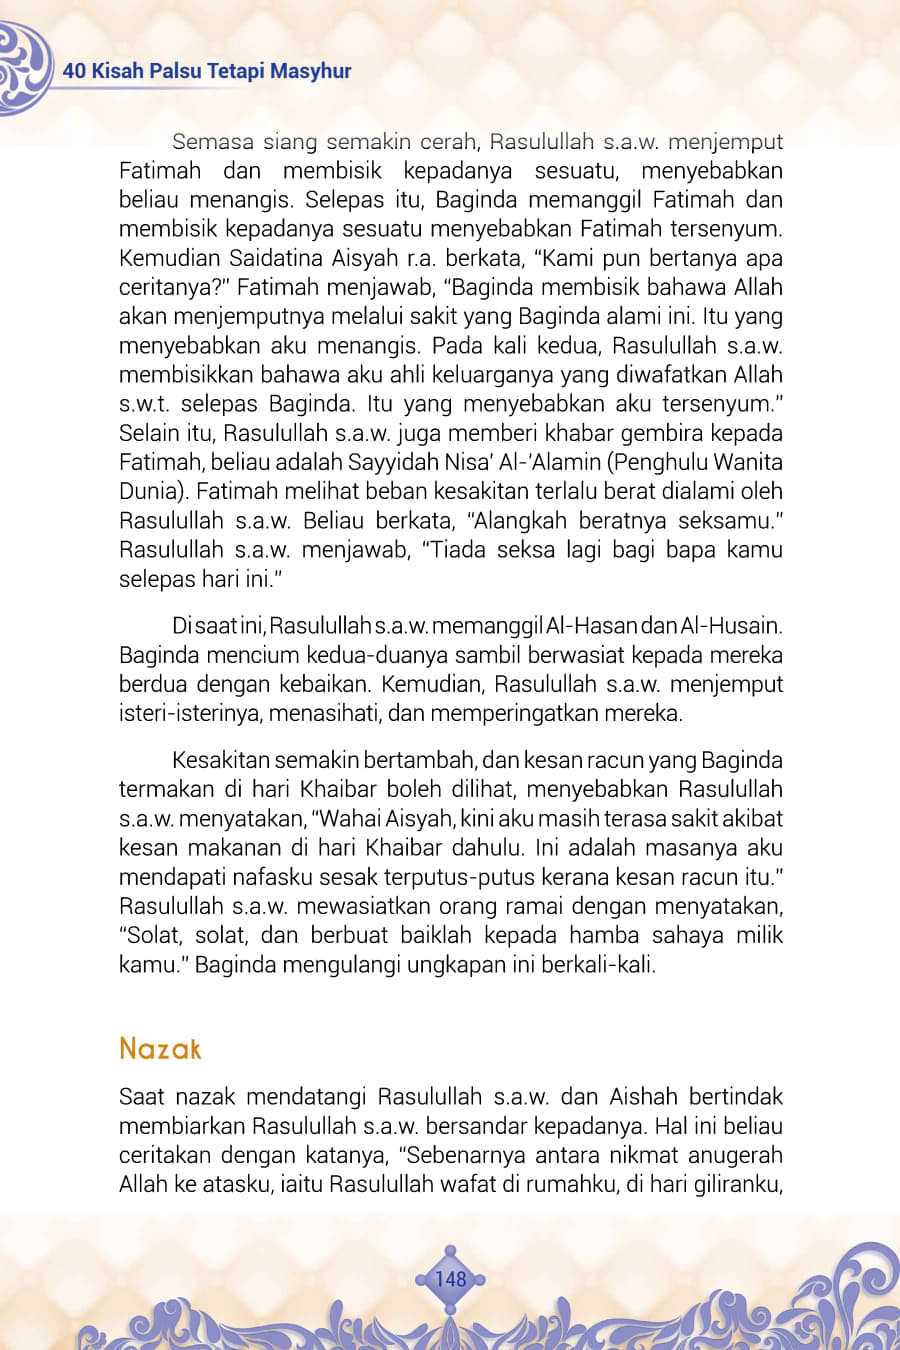 40 Kisah Palsu Tetapi Masyhur
Semasa siang semakin cerah, Rasulullah s.a.w. menjemput
Fatimah dan membisik kepadanya sesuatu, menyebabkan
beliau menangis. Selepas itu, Baginda memanggil Fatimah dan
membisik kepadanya sesuatu menyebabkan Fatimah tersenyum.
Kemudian Saidatina Aisyah r.a. berkata, “Kami pun bertanya apa
ceritanya?” Fatimah menjawab, “Baginda membisik bahawa Allah
akan menjemputnya melalui sakit yang Baginda alami ini. Itu yang
menyebabkan aku menangis. Pada kali kedua, Rasulullah s.a.w.
membisikkan bahawa aku ahli keluarganya yang diwafatkan Allah
s.w.t. selepas Baginda. Itu yang menyebabkan aku tersenyum.”
Selain itu, Rasulullah s.a.w. juga memberi khabar gembira kepada
Fatimah, beliau adalah Sayyidah Nisa’ Al-’Alamin (Penghulu Wanita
Dunia). Fatimah melihat beban kesakitan terlalu berat dialami oleh
Rasulullah s.a.w. Beliau berkata, “Alangkah beratnya seksamu.”
Rasulullah s.a.w. menjawab, “Tiada seksa lagi bagi bapa kamu
selepas hari ini.”
Di saat ini, Rasulullah s.a.w. memanggil Al-Hasan dan Al-Husain.
Baginda mencium kedua-duanya sambil berwasiat kepada mereka
berdua dengan kebaikan. Kemudian, Rasulullah s.a.w. menjemput
isteri-isterinya, menasihati, dan memperingatkan mereka.
Kesakitan semakin bertambah, dan kesan racun yang Baginda
termakan di hari Khaibar boleh dilihat, menyebabkan Rasulullah
s.a.w. menyatakan, “Wahai Aisyah, kini aku masih terasa sakit akibat
kesan makanan di hari Khaibar dahulu. Ini adalah masanya aku
mendapati nafasku sesak terputus-putus kerana kesan racun itu.”
Rasulullah s.a.w. mewasiatkan orang ramai dengan menyatakan,
“Solat, solat, dan berbuat baiklah kepada hamba sahaya milik
kamu.” Baginda mengulangi ungkapan ini berkali-kali.
Nazak
Saat nazak mendatangi Rasulullah s.a.w. dan Aishah bertindak
membiarkan Rasulullah s.a.w. bersandar kepadanya. Hal ini beliau
ceritakan dengan katanya, “Sebenarnya antara nikmat anugerah
Allah ke atasku, iaitu Rasulullah wafat di rumahku, di hari giliranku,
148